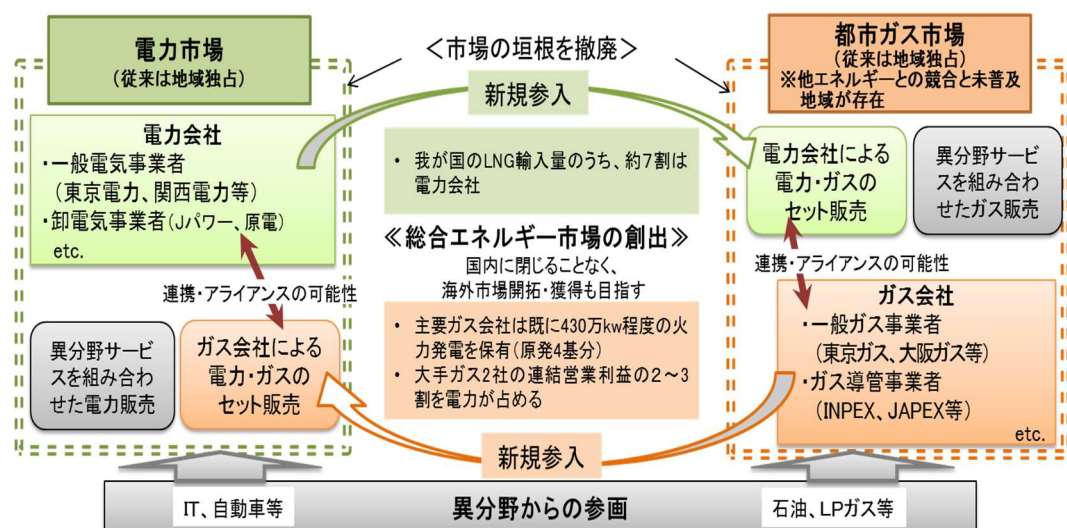 電力市場
(従来は地域独占)
電力会社
・一般電気事業者
(東京電力、関西電力等)
・卸電気事業者(Jパワー、原電)
etc.
連携・アライアンスの可能性
異分野サービ
スを組み合わ
せた電力販売
ガス会社による
電力・ガスの
セット販売
IT、自動車等
＜市場の垣根を撤廃＞
新規参入
• 我が国のLNG輸入量のうち、約7割は
電力会社
≪総合エネルギー市場の創出≫
国内に閉じることなく、
海外市場開拓・獲得も目指す
• 主要ガス会社は既に430万kw程度の火
力発電を保有(原発4基分)
• 大手ガス2社の連結営業利益の２～３
割を電力が占める
新規参入
異分野からの参画
都市ガス市場
(従来は地域独占)
※他エネルギーとの競合と未普及
地域が存在
電力会社による
電力・ガスの
セット販売
異分野サービ
スを組み合わ
せたガス販売
連携・アライアンスの可能性
ガス会社
・一般ガス事業者
(東京ガス、大阪ガス等)
・ガス導管事業者
(INPEX、JAPEX等)
etc.
石油、LPガス等